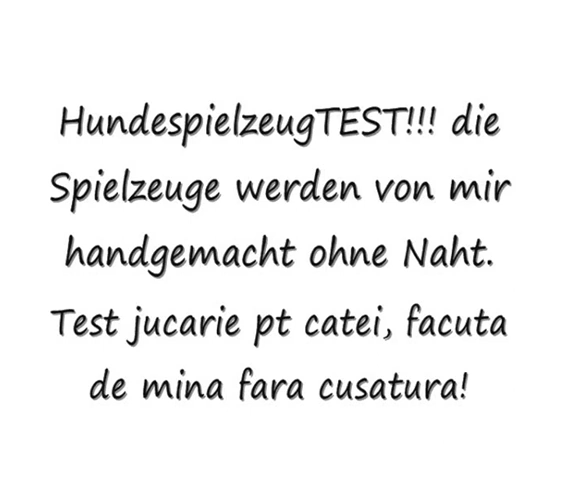 HundespielzeugTEST!!! die
Spielzeuge werden von mir
handgemacht ohne Naht.
Test jucarie pt catei, facuta
de mina fara cusatura!